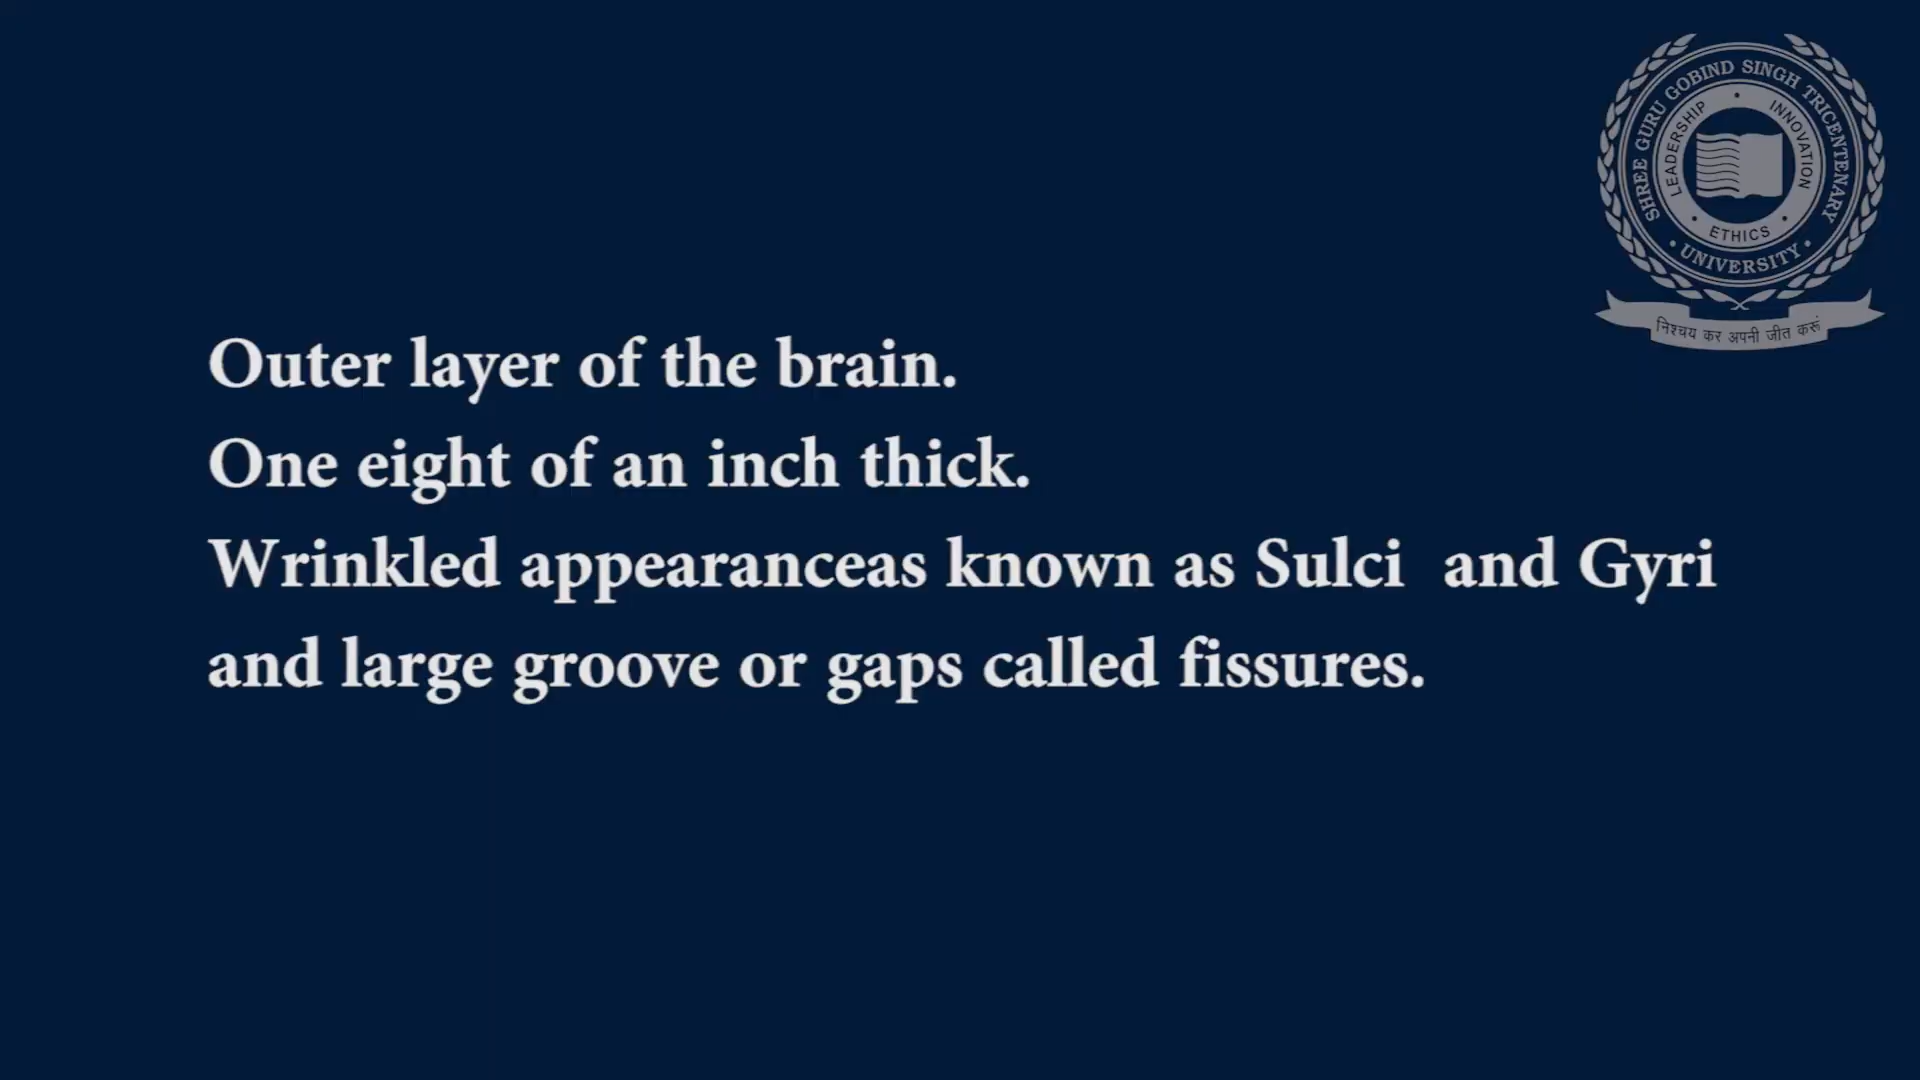 SHREE GURU GOBIND SINGH TRICENTENARY
UNIVERSITY
LEADERSHIP
INNOVATION
ETHICS
निश्चय कर अपनी जीत करूं
Outer layer of the brain.
One eight of an inch thick.
Wrinkled appearanceas known as Sulci  and Gyri
and large groove or gaps called fissures.